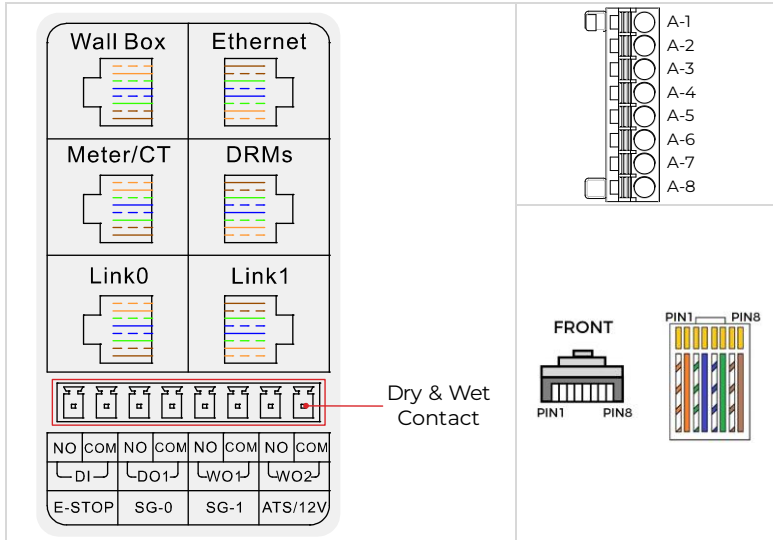 Wall Box Ethernet
Meter/CT DRMs
Link0 Link1
Dry & Wet
Contact
NO COM NO COM NO COM NO COM
DI DO1 WO1 WO2
E-STOP SG-0 SG-1 ATS/12V
A-1
A-2
A-3
A-4
A-5
A-6
A-7
A-8
FRONT
PIN1 PIN8
PIN1 PIN8